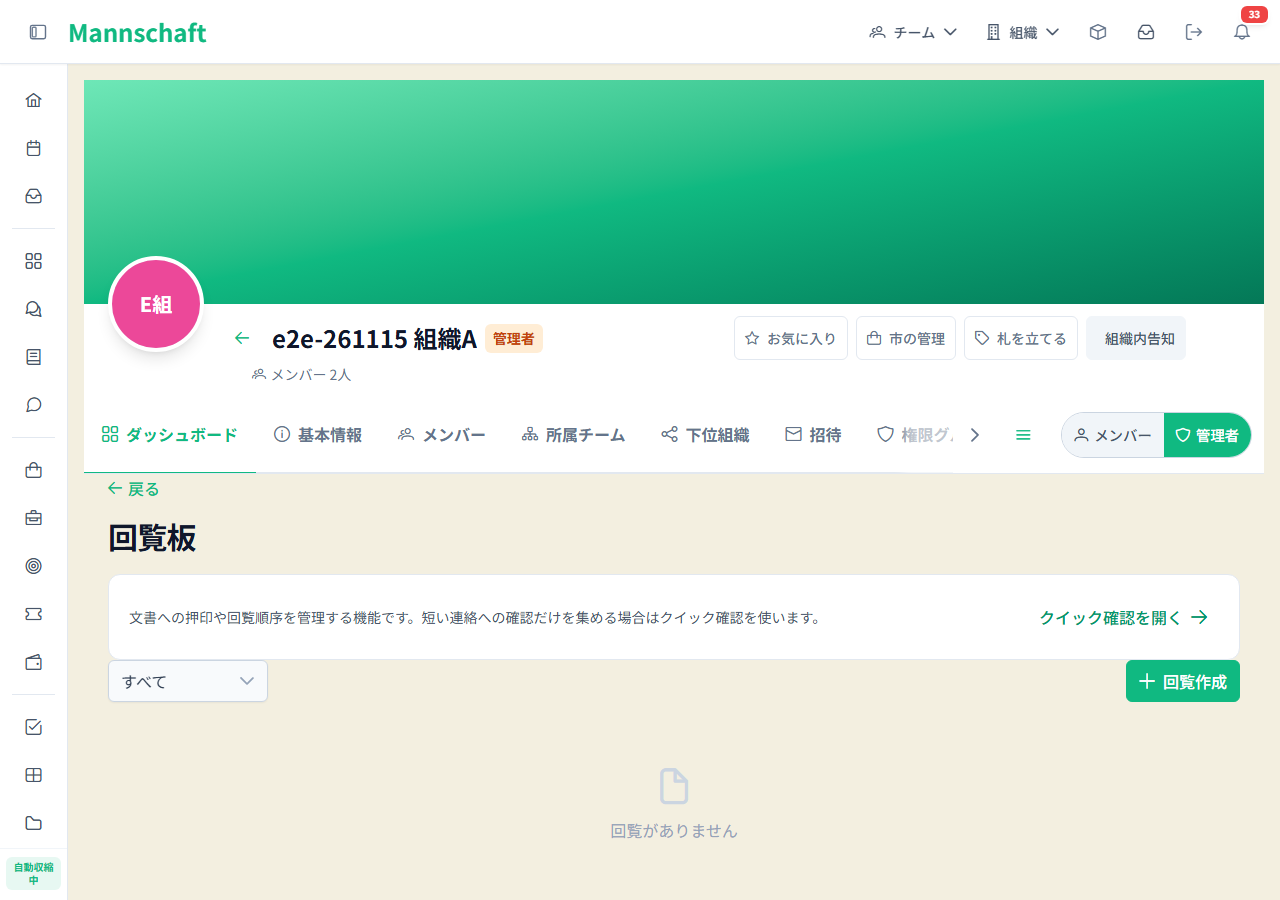 Mannschaft
チーム
組織
33
E組
e2e-261115 組織A
管理者
メンバー 2人
お気に入り
市の管理
札を立てる
組織内告知
ダッシュボード
基本情報
メンバー
所属チーム
下位組織
招待
権限グ
メンバー
管理者
戻る
回覧板
文書への押印や回覧順序を管理する機能です。短い連絡への確認だけを集める場合はクイック確認を使います。
クイック確認を開く
すべて
回覧作成
回覧がありません
自動収縮
中